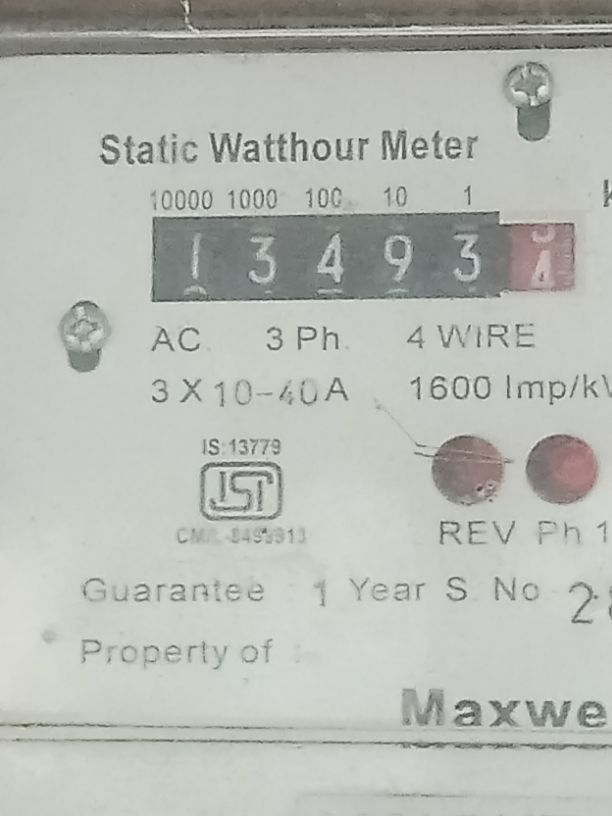 Static Watthour Meter
10000 1000 100 10 1
1 3 4 9 3 4
AC. 3 Ph. 4 WIRE
3 X 10-40A 1600 Imp/k
IS:13779
ISI
Guarantee : 1 Year S. No
Property of :
REV Ph 1
Maxwe